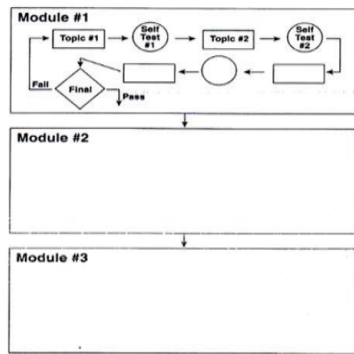 Module #1
Topic #1
Self
Test
#1
Topic #2
Self
Test
#2
Fail
Final
Pass
Module #2
Module #3